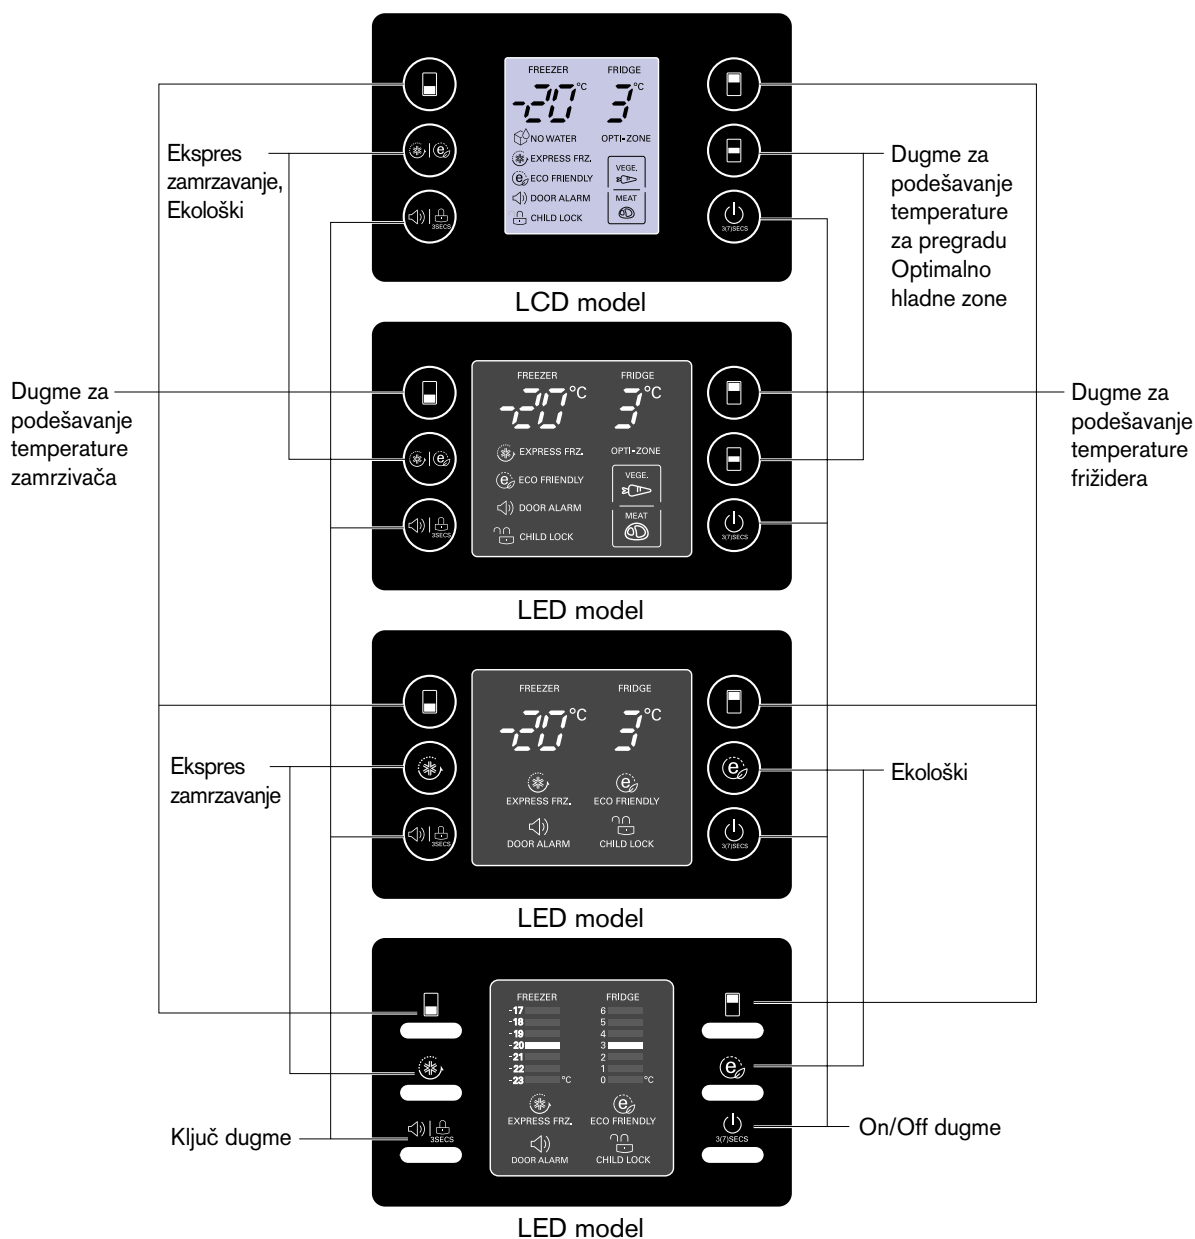 FREEZER FRIDGE
-20°C 3°C
NO WATER OPTI-ZONE
EXPRESS FRZ. VEGE.
ECO FRIENDLY
DOOR ALARM MEAT
CHILD LOCK
e
e
3SECS
3(7)SECS
Ekspres
zamrzavanje,
Ekološki
Dugme za
podešavanje
temperature
za pregradu
Optimalno
hladne zone
LCD model
FREEZER FRIDGE
-20°C 3°C
EXPRESS FRZ. OPTI-ZONE
ECO FRIENDLY VEGE.
DOOR ALARM MEAT
CHILD LOCK
e
e
3SECS
3(7)SECS
Dugme za
podešavanje
temperature
zamrzivača
Dugme za
podešavanje
temperature
frižidera
LED model
FREEZER FRIDGE
-20°C 3°C
e
e
EXPRESS FRZ. ECO FRIENDLY
DOOR ALARM CHILD LOCK
3SECS
3(7)SECS
Ekspres
zamrzavanje
Ekološki
LED model
FREEZER FRIDGE
-17 6
-18 5
-19 4
-20 3
-21 2
-22 1
-23 °C 0 °C
e
e
EXPRESS FRZ. ECO FRIENDLY
DOOR ALARM CHILD LOCK
3SECS
3(7)SECS
Ključ dugme
On/Off dugme
LED model